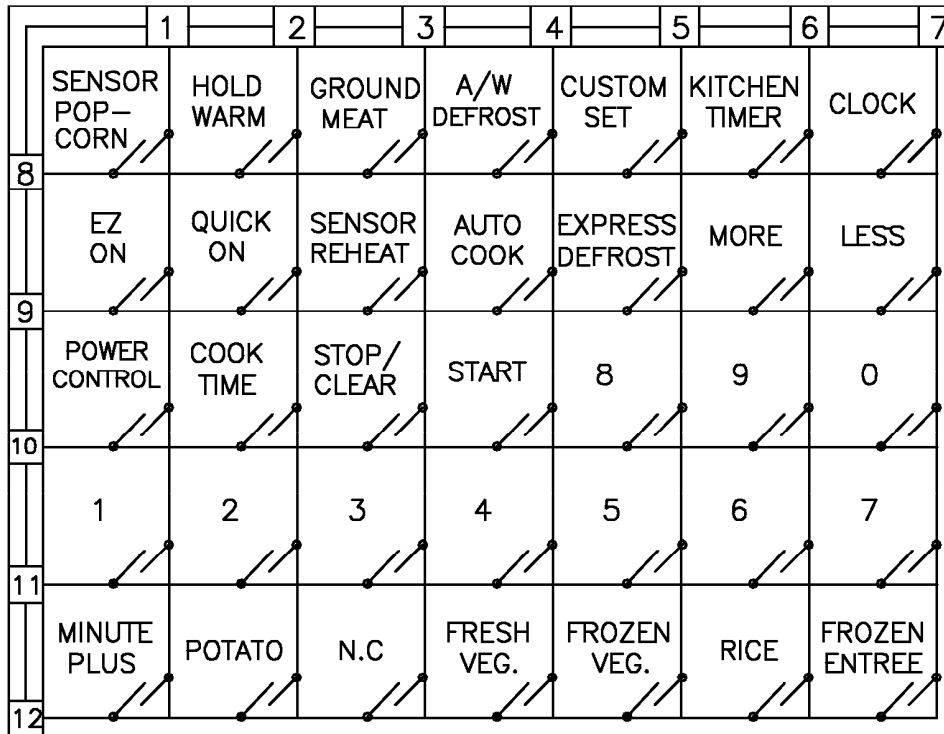 1 2 3 4 5 6 7
SENSOR POP-CORN HOLD WARM GROUND MEAT A/W DEFROST CUSTOM SET KITCHEN TIMER CLOCK
8
EZ ON QUICK ON SENSOR REHEAT AUTO COOK EXPRESS DEFROST MORE LESS
9
POWER CONTROL COOK TIME STOP/CLEAR START 8 9 0
10
1 2 3 4 5 6 7
11
MINUTE PLUS POTATO N.C FRESH VEG. FROZEN VEG. RICE FROZEN ENTREE
12